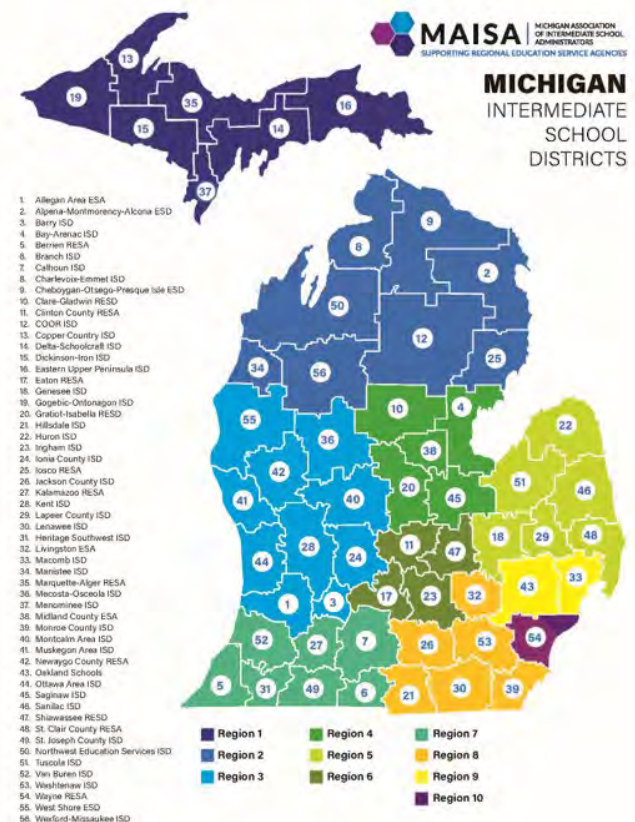 MAISA
MICHIGAN ASSOCIATION
OF INTERMEDIATE SCHOOL
ADMINISTRATORS
SUPPORTING REGIONAL EDUCATION SERVICE AGENCIES
MICHIGAN
INTERMEDIATE
SCHOOL
DISTRICTS
13
19
35
15
14
16
37
1. Allegan Area ESA
2. Alpena-Montmorency-Alcona ESD
3. Barry ISD
4. Bay-Arenac ISD
5. Berrien RESA
6. Branch ISD
7. Calhoun ISD
8. Charlevoix-Emmet ISD
9. Cheboygan-Otsego-Presque Isle ESD
10. Clare-Gladwin RESD
11. Clinton County RESA
12. COOR ISD
13. Copper Country ISD
14. Delta-Schoolcraft ISD
15. Dickinson-Iron ISD
16. Eastern Upper Peninsula ISD
17. Eaton RESA
18. Genesee ISD
19. Gogebic-Ontonagon ISD
20. Gratiot-Isabella RESD
21. Hillsdale ISD
22. Huron ISD
23. Ingham ISD
24. Ionia County ISD
25. Iosco RESA
26. Jackson County ISD
27. Kalamazoo RESA
28. Kent ISD
29. Lapeer County ISD
30. Lenawee ISD
31. Heritage Southwest ISD
32. Livingston ESA
33. Macomb ISD
34. Manistee ISD
35. Marquette-Alger RESA
36. Mecosta-Osceola ISD
37. Menominee ISD
38. Midland County ESA
39. Monroe County ISD
40. Montcalm Area ISD
41. Muskegon Area ISD
42. Newaygo County RESA
43. Oakland Schools
44. Ottawa Area ISD
45. Saginaw ISD
46. Sanilac ISD
47. Shiawassee RESD
48. St. Clair County RESA
49. St. Joseph County ISD
50. Northwest Education Services ISD
51. Tuscola ISD
52. Van Buren ISD
53. Washtenaw ISD
54. Wayne RESA
55. West Shore ESD
56. Wexford-Missaukee ISD
9
8
2
50
12
34
56
25
55
10
4
22
36
38
42
51
46
41
40
20
45
44
28
24
11
47
18
29
48
1
3
17
23
32
43
33
52
27
7
26
53
54
5
31
49
6
21
30
39
Region 1
Region 2
Region 3
Region 4
Region 5
Region 6
Region 7
Region 8
Region 9
Region 10